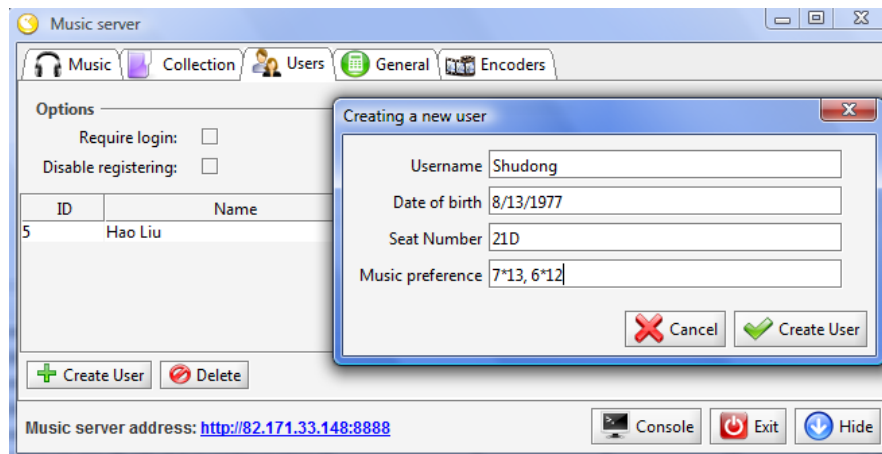 Music server
Music Collection Users General Encoders
Options
Require login:
Disable registering:
ID Name
5 Hao Liu
Create User Delete
Creating a new user
Username Shudong
Date of birth 8/13/1977
Seat Number 21D
Music preference 7*13, 6*12
Cancel Create User
Music server address: http://82.171.33.148:8888
Console Exit Hide